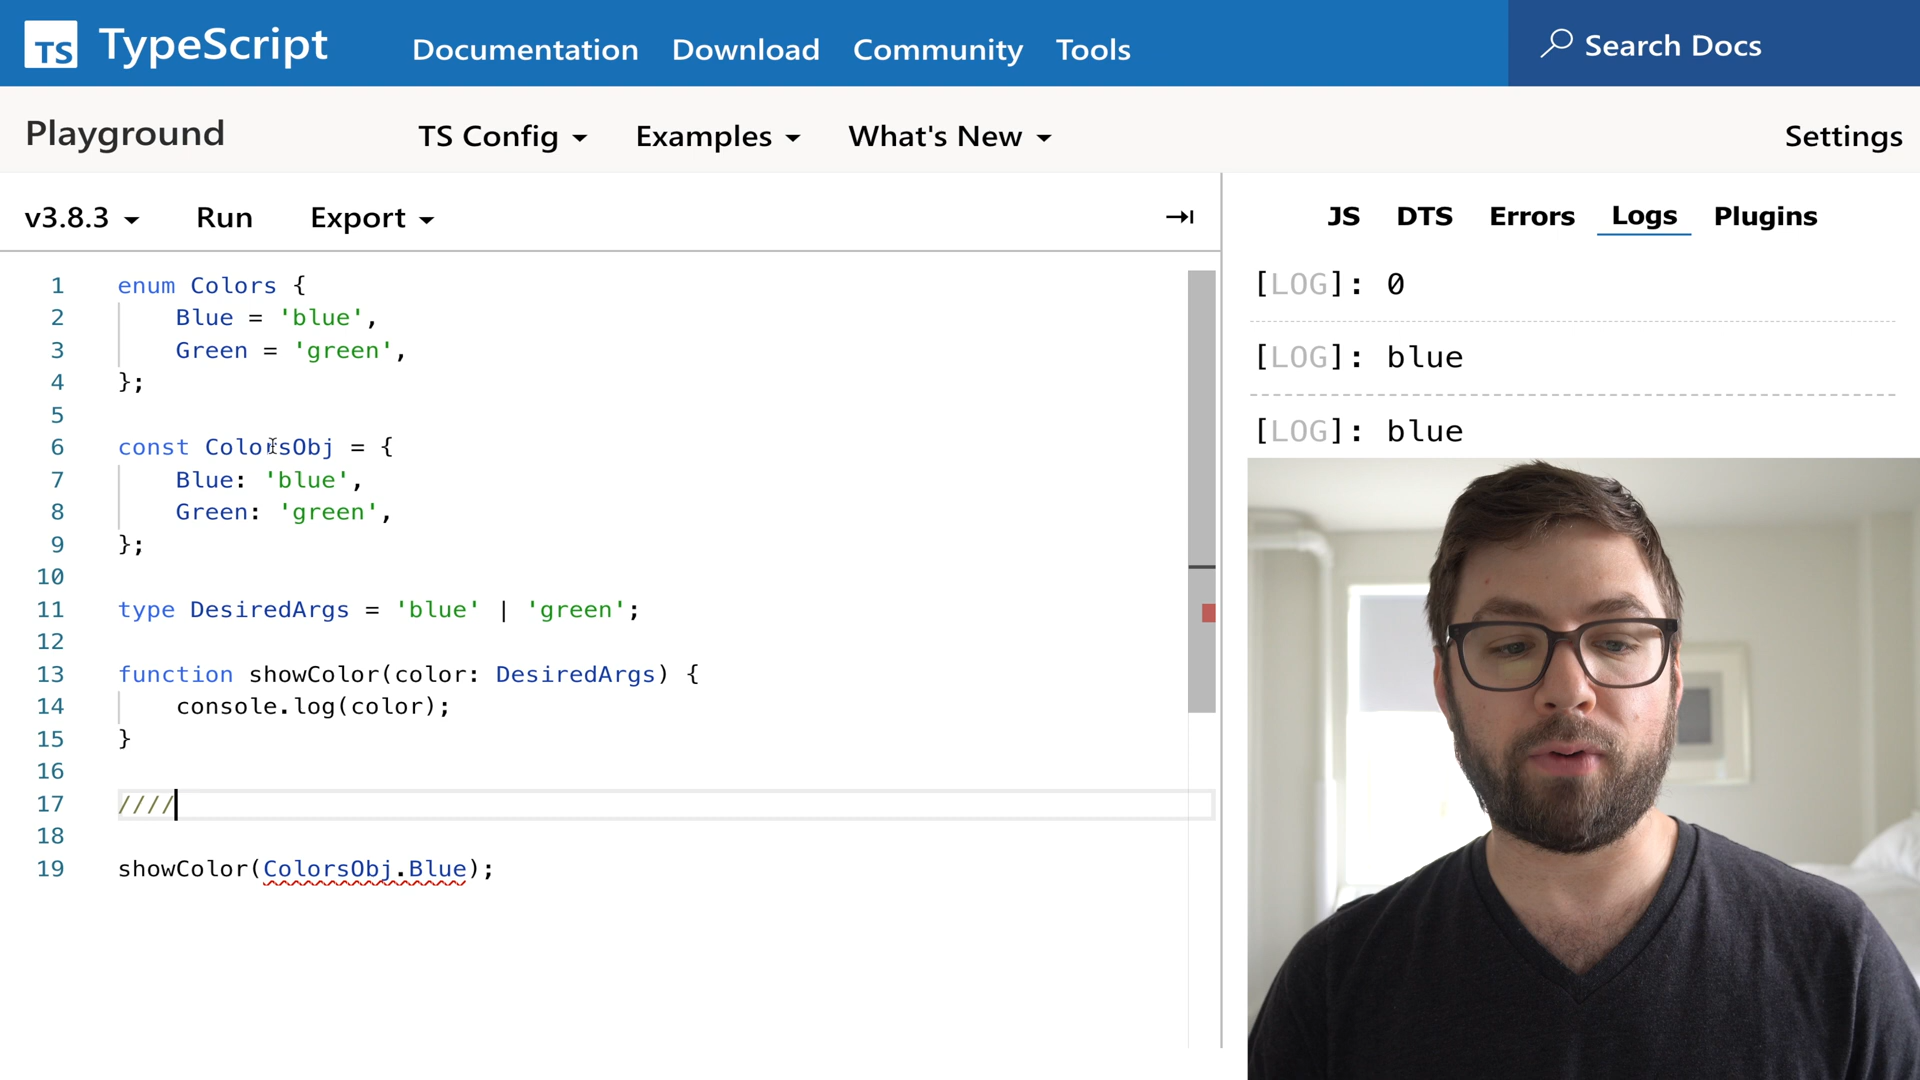 TS TypeScript Documentation Download Community Tools Search Docs
Playground TS Config Examples What's New Settings
v3.8.3 Run Export JS DTS Errors Logs Plugins
1 enum Colors {
2 Blue = 'blue',
3 Green = 'green',
4 };
5
6 const ColorsObj = {
7 Blue: 'blue',
8 Green: 'green',
9 };
10
11 type DesiredArgs = 'blue' | 'green';
12
13 function showColor(color: DesiredArgs) {
14 console.log(color);
15 }
16
17 ////
18
19 showColor(ColorsObj.Blue);
[LOG]: 0
[LOG]: blue
[LOG]: blue